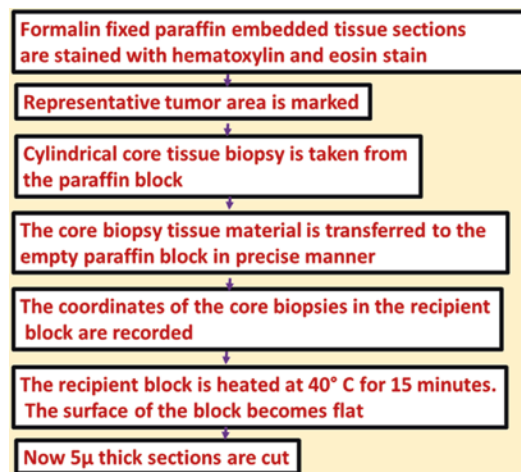 Formalin fixed paraffin embedded tissue sections
are stained with hematoxylin and eosin stain
Representative tumor area is marked
Cylindrical core tissue biopsy is taken from
the paraffin block
The core biopsy tissue material is transferred to the
empty paraffin block in precise manner
The coordinates of the core biopsies in the recipient
block are recorded
The recipient block is heated at 40° C for 15 minutes.
The surface of the block becomes flat
Now 5µ thick sections are cut